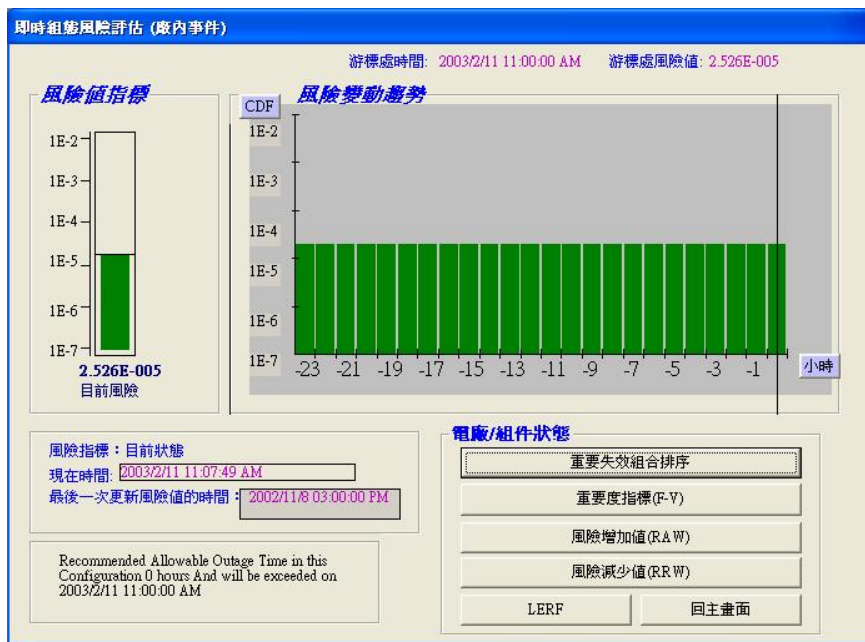 即時組態風險評估 (廠內事件)
游標處時間: 2003/2/11 11:00:00 AM 游標處風險值: 2.526E-005
風險值指標
1E-2
1E-3
1E-4
1E-5
1E-6
1E-7
2.526E-005
目前風險
CDF 風險變動趨勢
1E-2
1E-3
1E-4
1E-5
1E-6
1E-7
-23 -21 -19 -17 -15 -13 -11 -9 -7 -5 -3 -1 小時
風險指標：目前狀態
現在時間: 2003/2/11 11:07:49 AM
最後一次更新風險值的時間： 2002/11/8 03:00:00 PM
Recommended Allowable Outage Time in this
Configuration 0 hours And will be exceeded on
2003/2/11 11:00:00 AM
電廠/組件狀態
重要失效組合排序
重要度指標(F-V)
風險增加值(RAW)
風險減少值(RRW)
LERF 回主畫面